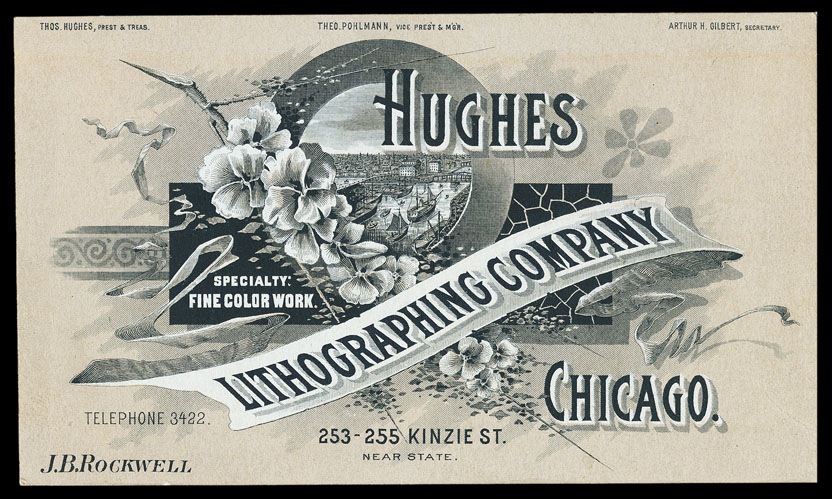 THOS. HUGHES, PREST & TREAS.
THEO. POHLMANN, VICE PREST & M'G'R.
ARTHUR H. GILBERT, SECRETARY.
HUGHES
LITHOGRAPHING COMPANY
CHICAGO.
SPECIALTY:
FINE COLOR WORK.
TELEPHONE 3422.
253-255 KINZIE ST.
NEAR STATE.
J.B. ROCKWELL